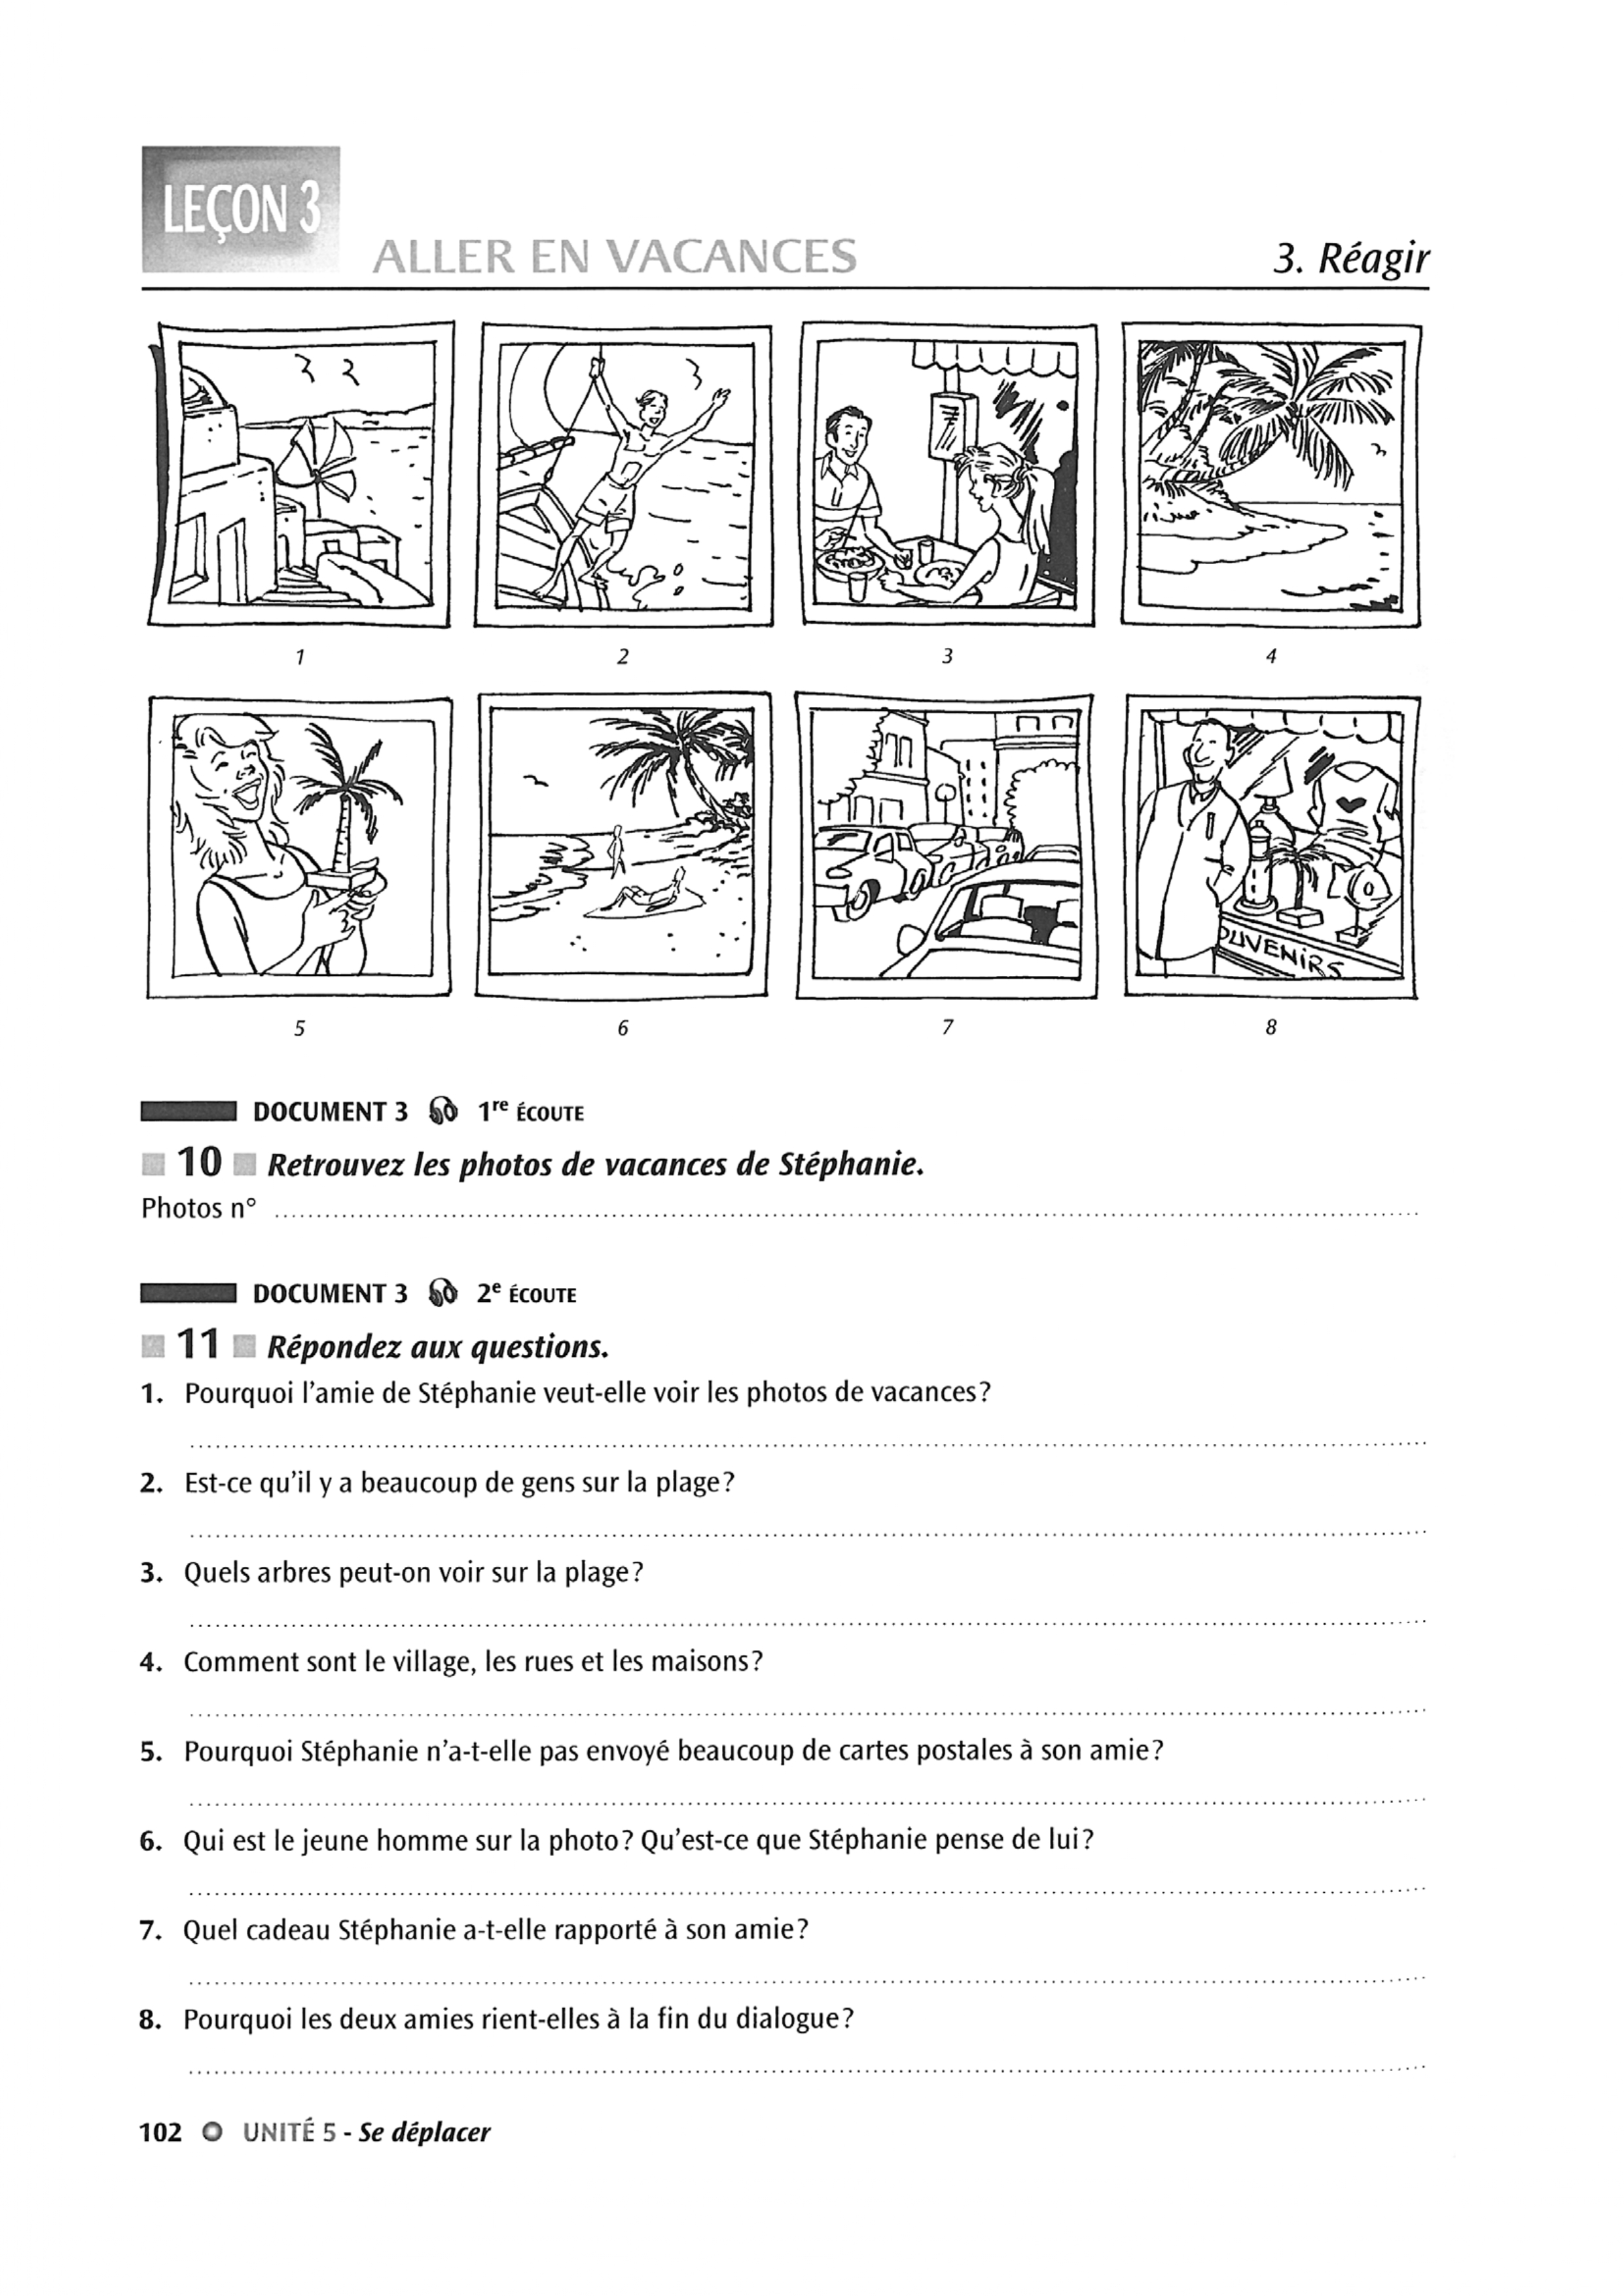 LEÇON 3
ALLER EN VACANCES
3. Réagir
1
2
3
4
OUVENIRS
5
6
7
8
DOCUMENT 3 1re ÉCOUTE
10 Retrouvez les photos de vacances de Stéphanie.
Photos n° ....................
DOCUMENT 3 2e ÉCOUTE
11 Répondez aux questions.
1. Pourquoi l'amie de Stéphanie veut-elle voir les photos de vacances?
2. Est-ce qu'il y a beaucoup de gens sur la plage?
3. Quels arbres peut-on voir sur la plage?
4. Comment sont le village, les rues et les maisons?
5. Pourquoi Stéphanie n'a-t-elle pas envoyé beaucoup de cartes postales à son amie?
6. Qui est le jeune homme sur la photo? Qu'est-ce que Stéphanie pense de lui?
7. Quel cadeau Stéphanie a-t-elle rapporté à son amie?
8. Pourquoi les deux amies rient-elles à la fin du dialogue?
102 UNITÉ 5 - Se déplacer